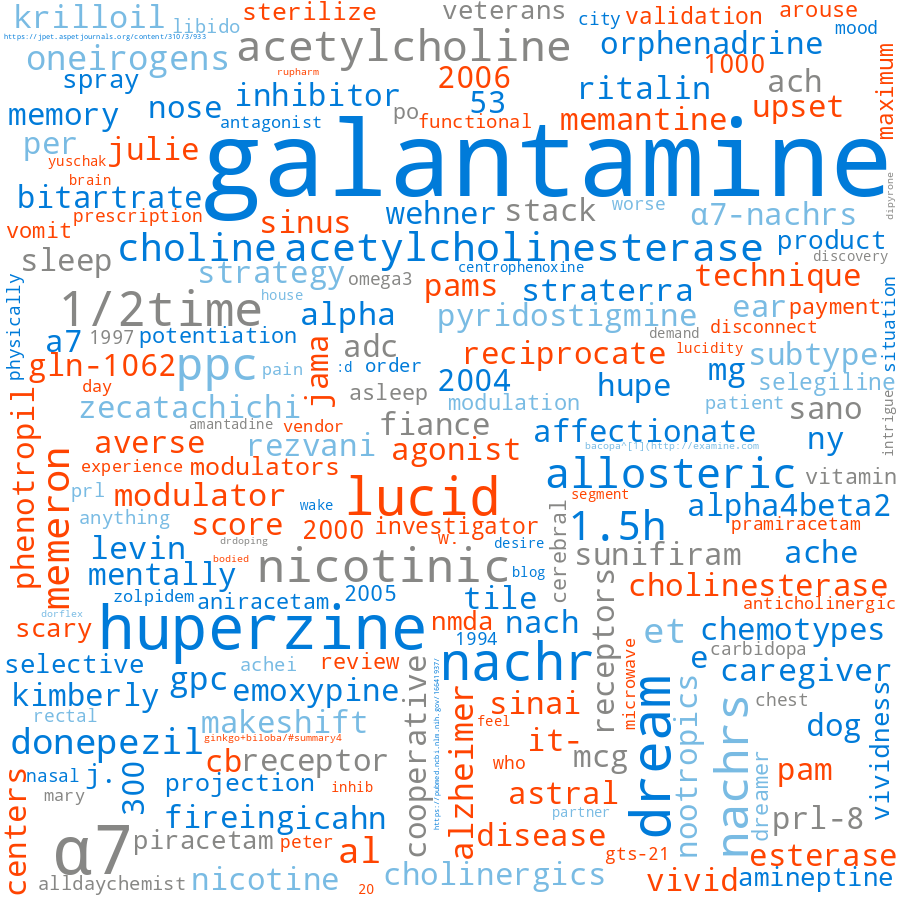 krilloil
libido
sterilize
veterans
city
validation
arouse
mood
https://jpet.aspetjournals.org/content/310/3/933
oneirogens
acetylcholine
orphenadrine
maximum
rupharm
2006
1000
spray
inhibitor
53
ritalin
ach
memory
nose
antagonist
po
functional
memantine
upset
per
julie
galantamine
yuschak
brain
dipyrone
bitartrate
prescription
sinus
wehner
stack
worse
α7-nachrs
vomit
choline
acetylcholinesterase
product
sleep
strategy
omega3
centrophenoxine
pams
straterra
technique
discovery
physically
1/2time
house
alpha
pyridostigmine
ear
payment
situation
a7
1997
potentiation
jama
adc
reciprocate
demand
disconnect
lucidity
gln-1062
ppc
pain
:d
order
2004
hupe
mg
subtype
selegiline
day
asleep
modulation
patient
zecatachichi
amantadine
vendor
fiance
affectionate
sano
intriguer
phenotropil
memeron
averse
rezvani
agonist
bacopa^[1](http://examine.com
ny
experience
modulators
allosteric
vitamin
prl
modulator
lucid
wake
segment
alpha4beta2
anything
score
2000
investigator
w.
1.5h
pramiracetam
drdoping
desire
cerebral
levin
bodied
nicotinic
blog
sunifiram
ache
mentally
zolpidem
aniracetam
2005
tile
receptors
cholinesterase
dorflex
anticholinergic
scary
huperzine
nmda
1994
nach
et
chemotypes
selective
achei
review
nachr
microwave
e
carbidopa
kimberly
gpc
emoxypine
cooperative
https://pubmed.ncbi.nlm.nih.gov/16641937/
alzheimer
sinai
dream
nootropics
nachrs
caregiver
chest
rectal
makeshift
feel
vividness
donepezil
ginkgo+biloba/#summary4
it-
dog
nasal
j.
cb
receptor
who
mcg
dreamer
pam
centers
mary
300
projection
inhib
astral
partner
fireingicahn
prl-8
α7
piracetam
peter
al
disease
gts-21
esterase
alldaychemist
nicotine
20
cholinergics
vivid
amineptine